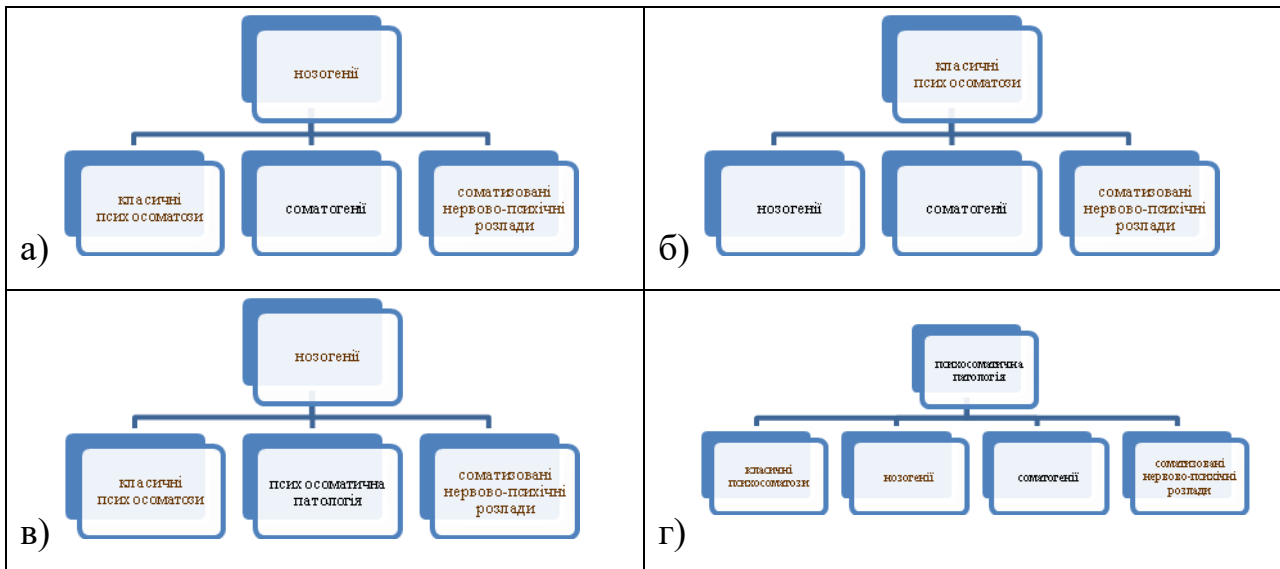 нозогенії
класичні
психосоматози
соматогенії
соматизовані
нервово-психічні
розлади
а)
класичні
психосоматози
нозогенії
соматогенії
соматизовані
нервово-психічні
розлади
б)
нозогенії
класичні
психосоматози
психосоматична
патологія
соматизовані
нервово-психічні
розлади
в)
психосоматична
патологія
класичні
психосоматози
нозогенії
соматогенії
соматизовані
нервово-психічні
розлади
г)